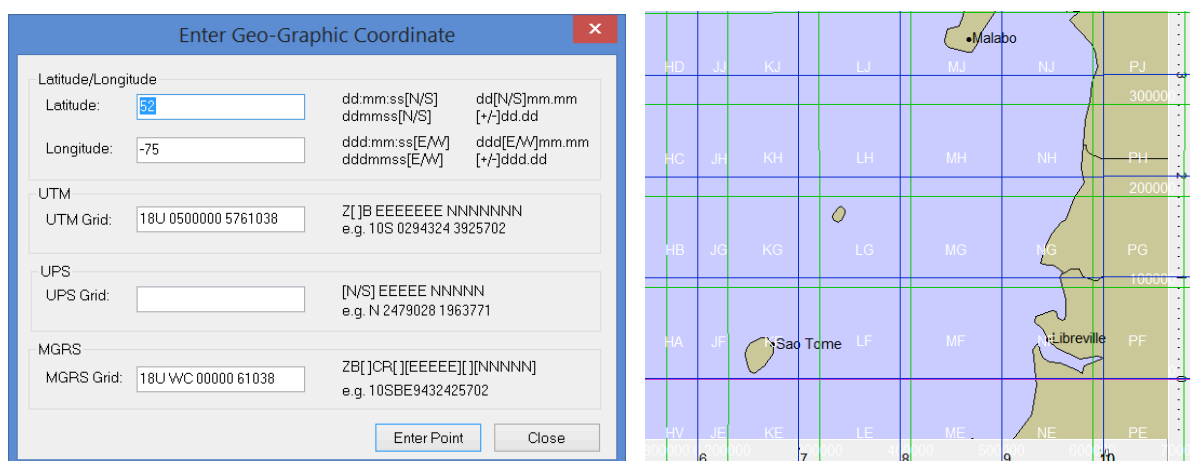 Enter Geo-Graphic Coordinate
Latitude/Longitude
Latitude: 52 dd:mm:ss[N/S] dd[N/S]mm.mm
ddmmss[N/S] [+/-]dd.dd
Longitude: -75 ddd:mm:ss[E/W] ddd[E/W]mm.mm
dddmmss[E/W] [+/-]ddd.dd
UTM
UTM Grid: 18U 0500000 5761038 Z[ ]B EEEEEEE NNNNNNN
e.g. 10S 0294324 3925702
UPS
UPS Grid: [N/S] EEEEE NNNNN
e.g. N 2479028 1963771
MGRS
MGRS Grid: 18U WC 00000 61038 ZB[ ]CR[ ][EEEEE][ ][NNNNN]
e.g. 10SBE9432425702
Enter Point Close
Malabo
HD JJ KJ LJ MJ NJ PJ
3
300000
HC JH KH LH MH NH PH
2
200000
HB JG KG LG MG NG PG
1
100000
HA JF Sao Tome LF MF Libreville PF
0
HV JE KE LE ME NE PE
6 7 8 9 10